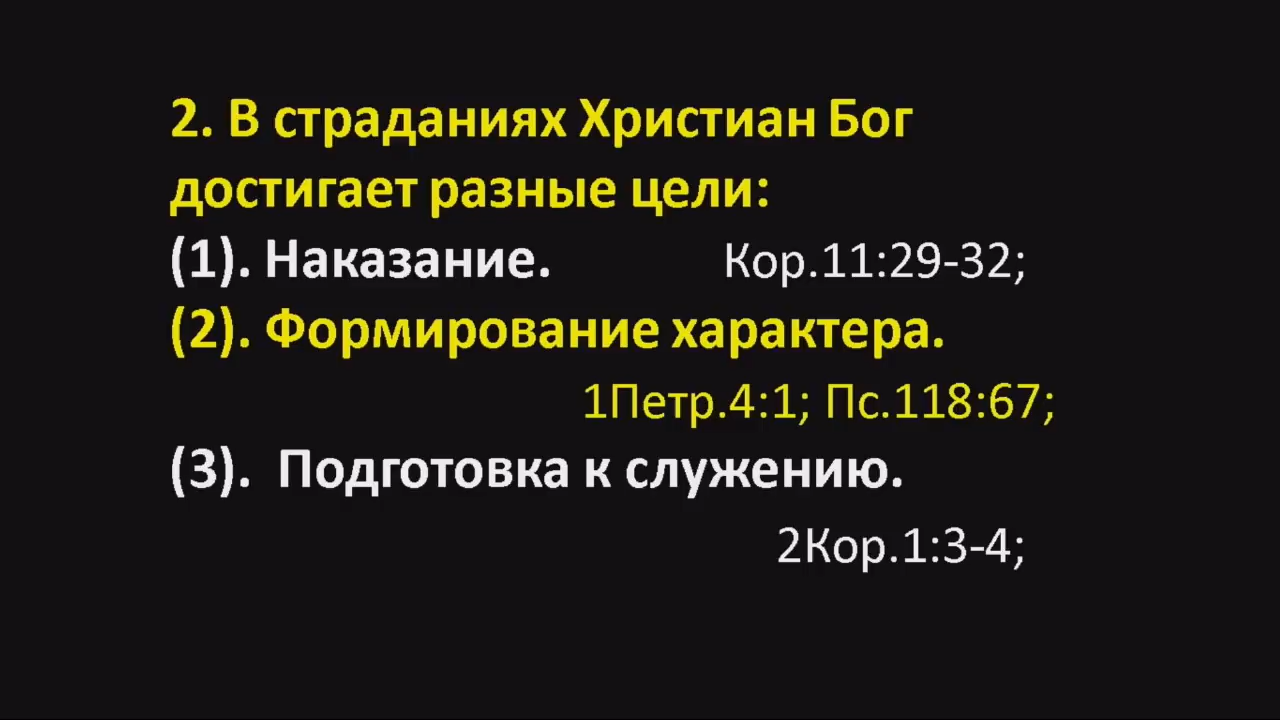 2. В страданиях Христиан Бог
достигает разные цели:
(1). Наказание. Кор.11:29-32;
(2). Формирование характера.
1Петр.4:1; Пс.118:67;
(3). Подготовка к служению.
2Кор.1:3-4;